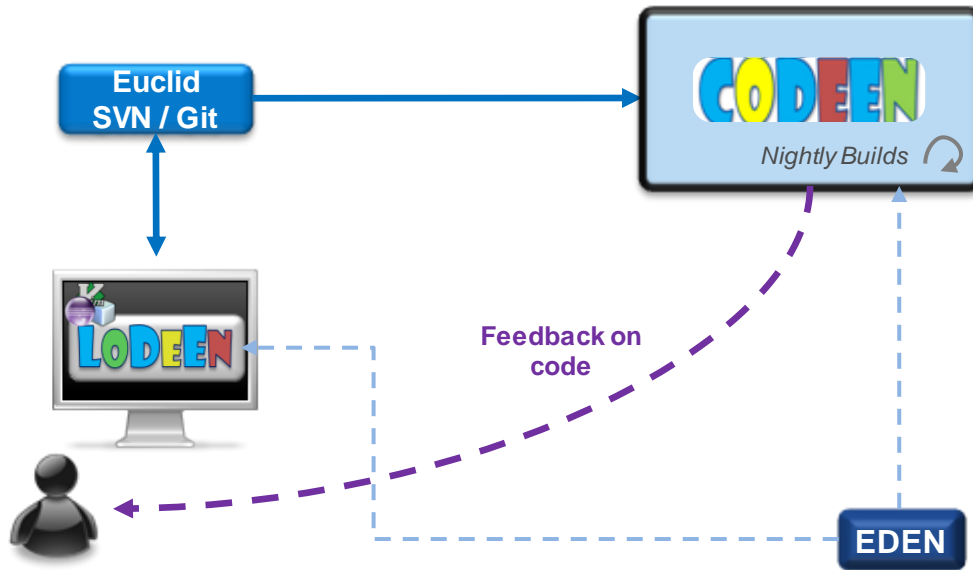 Euclid
SVN / Git
CODEEN
Nightly Builds
LODEEN
Feedback on
code
EDEN